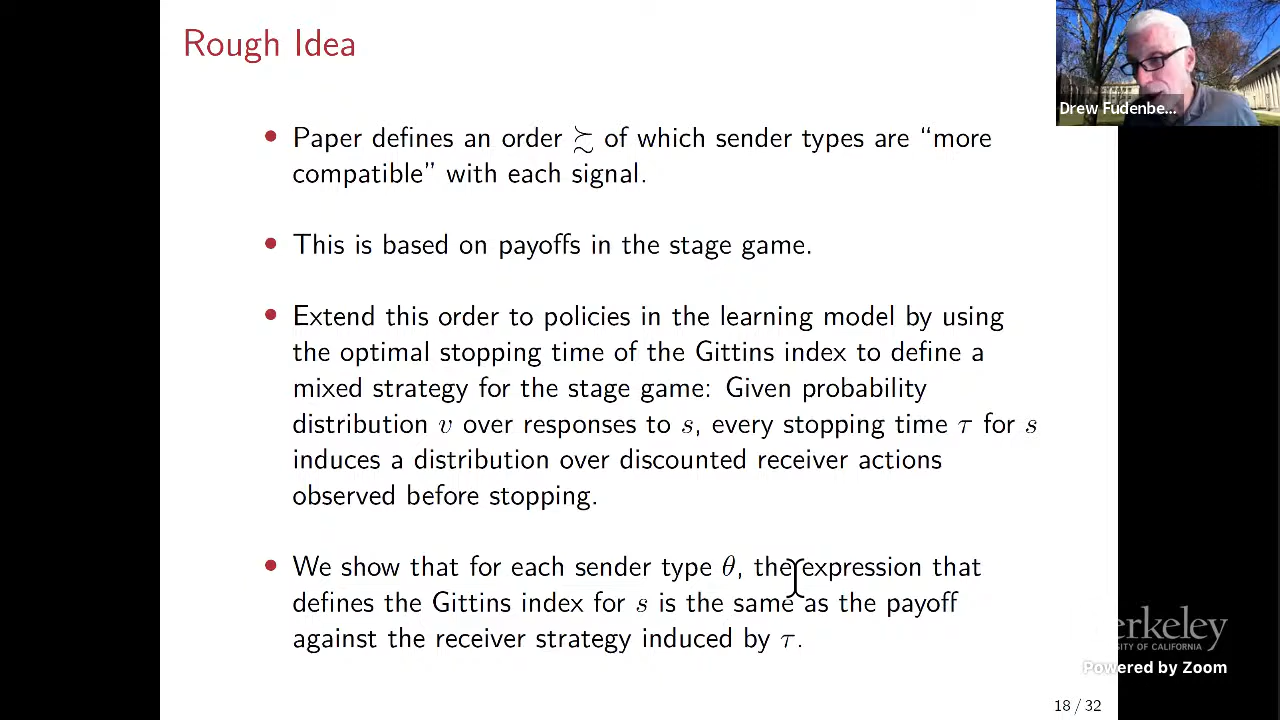 Rough Idea
Drew Fudenbe...
• Paper defines an order ≿ of which sender types are “more
compatible” with each signal.
• This is based on payoffs in the stage game.
• Extend this order to policies in the learning model by using
the optimal stopping time of the Gittins index to define a
mixed strategy for the stage game: Given probability
distribution v over responses to s, every stopping time τ for s
induces a distribution over discounted receiver actions
observed before stopping.
• We show that for each sender type θ, the expression that
defines the Gittins index for s is the same as the payoff
against the receiver strategy induced by τ.
erkeley
SITY OF CALIFORNIA
Powered by Zoom
18 / 32